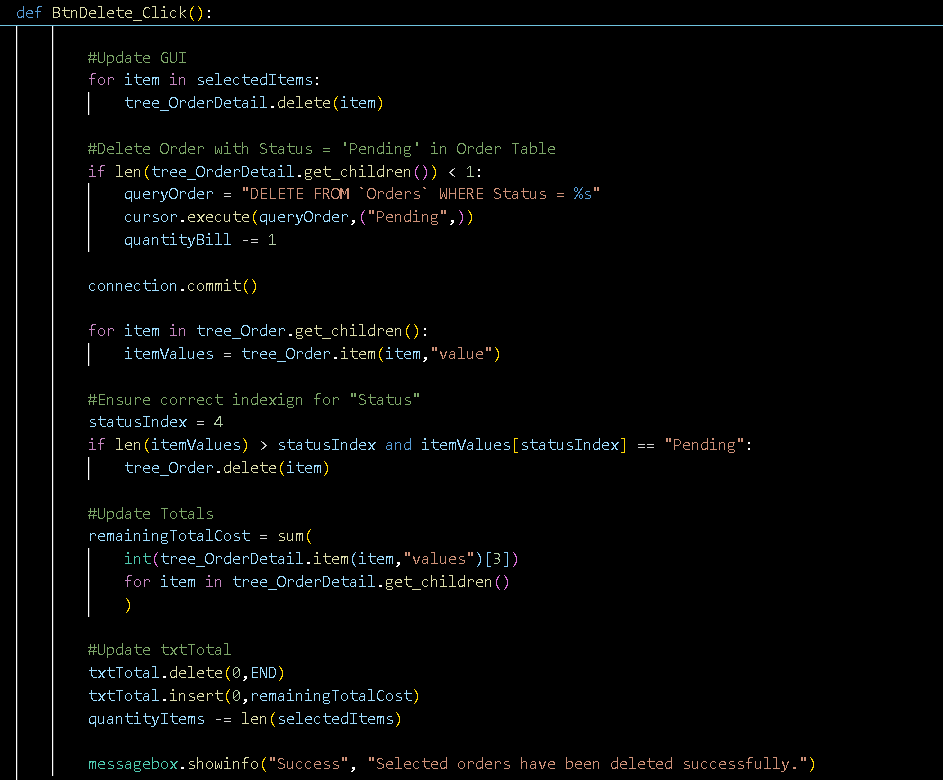 def BtnDelete_Click():
#Update GUI
for item in selectedItems:
tree_OrderDetail.delete(item)
#Delete Order with Status = 'Pending' in Order Table
if len(tree_OrderDetail.get_children()) < 1:
queryOrder = "DELETE FROM `Orders` WHERE Status = %s"
cursor.execute(queryOrder,("Pending",))
quantityBill -= 1
connection.commit()
for item in tree_Order.get_children():
itemValues = tree_Order.item(item,"value")
#Ensure correct indexign for "Status"
statusIndex = 4
if len(itemValues) > statusIndex and itemValues[statusIndex] == "Pending":
tree_Order.delete(item)
#Update Totals
remainingTotalCost = sum(
int(tree_OrderDetail.item(item,"values")[3])
for item in tree_OrderDetail.get_children()
)
#Update txtTotal
txtTotal.delete(0,END)
txtTotal.insert(0,remainingTotalCost)
quantityItems -= len(selectedItems)
messagebox.showinfo("Success", "Selected orders have been deleted successfully.")